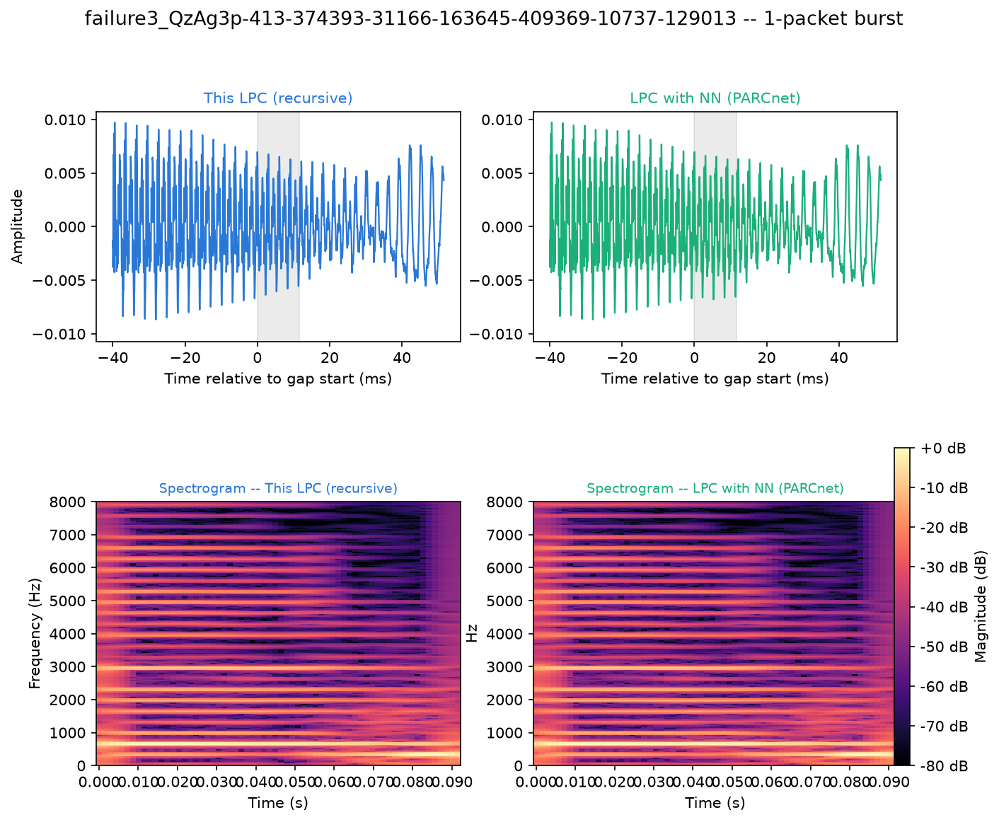 failure3_QzAg3p-413-374393-31166-163645-409369-10737-129013 -- 1-packet burst
This LPC (recursive)
LPC with NN (PARCnet)
0.010
0.005
0.000
−0.005
−0.010
Amplitude
−40
−20
0
20
40
Time relative to gap start (ms)
0.010
0.005
0.000
−0.005
−0.010
−40
−20
0
20
40
Time relative to gap start (ms)
Spectrogram -- This LPC (recursive)
Spectrogram -- LPC with NN (PARCnet)
8000
7000
6000
5000
4000
3000
2000
1000
0
Frequency (Hz)
0.000
0.010
0.020
0.030
0.040
0.050
0.060
0.070
0.080
0.090
Time (s)
8000
7000
6000
5000
4000
3000
2000
1000
0
Hz
0.000
0.010
0.020
0.030
0.040
0.050
0.060
0.070
0.080
0.090
Time (s)
+0 dB
-10 dB
-20 dB
-30 dB
-40 dB
-50 dB
-60 dB
-70 dB
-80 dB
Magnitude (dB)